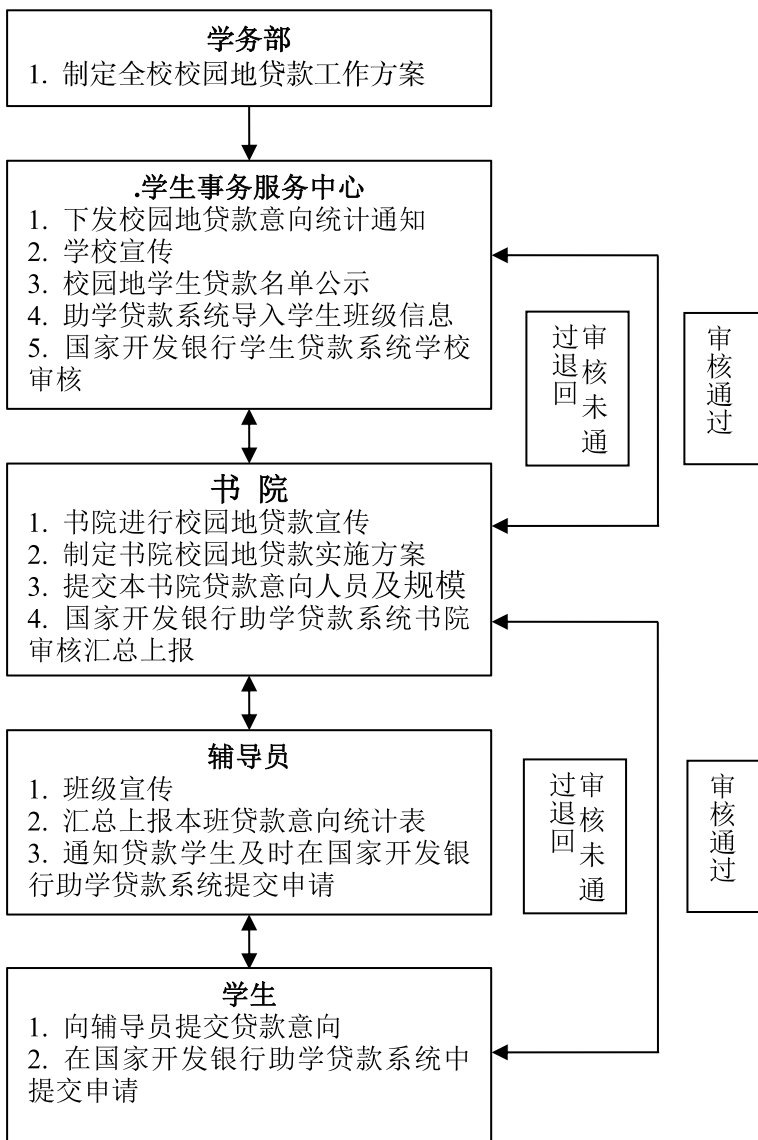 学务部
1. 制定全校校园地贷款工作方案
.学生事务服务中心
1. 下发校园地贷款意向统计通知
2. 学校宣传
3. 校园地学生贷款名单公示
4. 助学贷款系统导入学生班级信息
5. 国家开发银行学生贷款系统学校
审核
审核未通
过退回
审核通过
书 院
1. 书院进行校园地贷款宣传
2. 制定书院校园地贷款实施方案
3. 提交本书院贷款意向人员及规模
4. 国家开发银行助学贷款系统书院
审核汇总上报
辅导员
1. 班级宣传
2. 汇总上报本班贷款意向统计表
3. 通知贷款学生及时在国家开发银
行助学贷款系统提交申请
审核未通
过退回
审核通过
学生
1. 向辅导员提交贷款意向
2. 在国家开发银行助学贷款系统中
提交申请